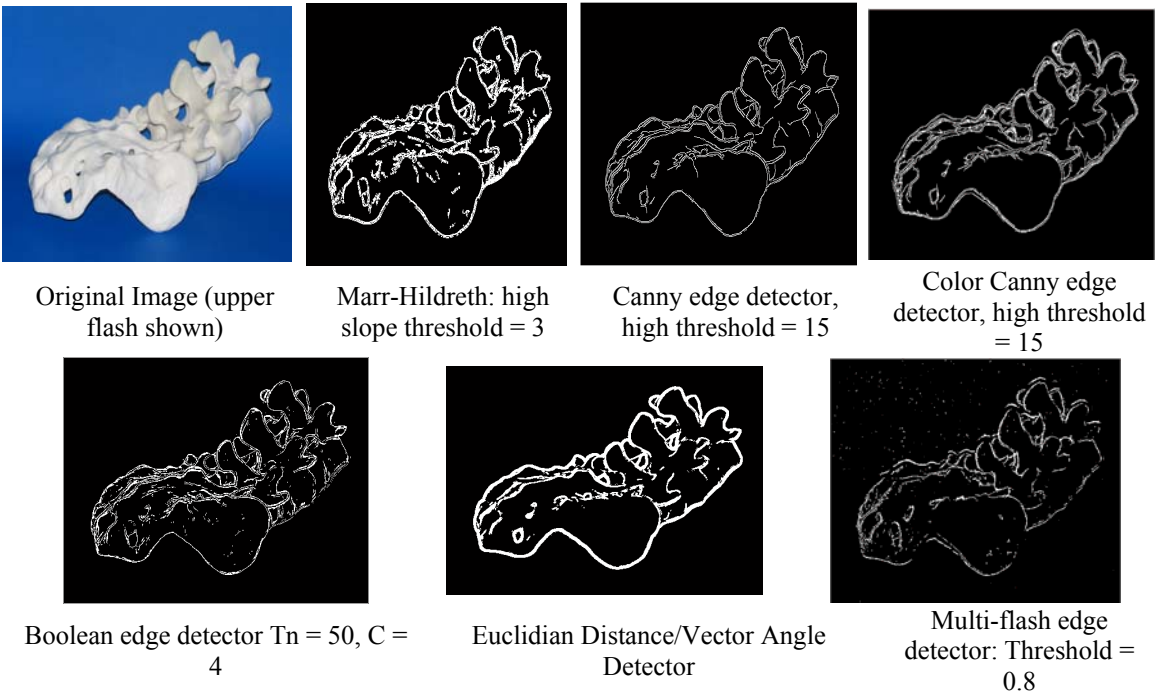 Original Image (upper
flash shown)
Marr-Hildreth: high
slope threshold = 3
Canny edge detector,
high threshold = 15
Color Canny edge
detector, high threshold
= 15
Boolean edge detector Tn = 50, C =
4
Euclidian Distance/Vector Angle
Detector
Multi-flash edge
detector: Threshold =
0.8